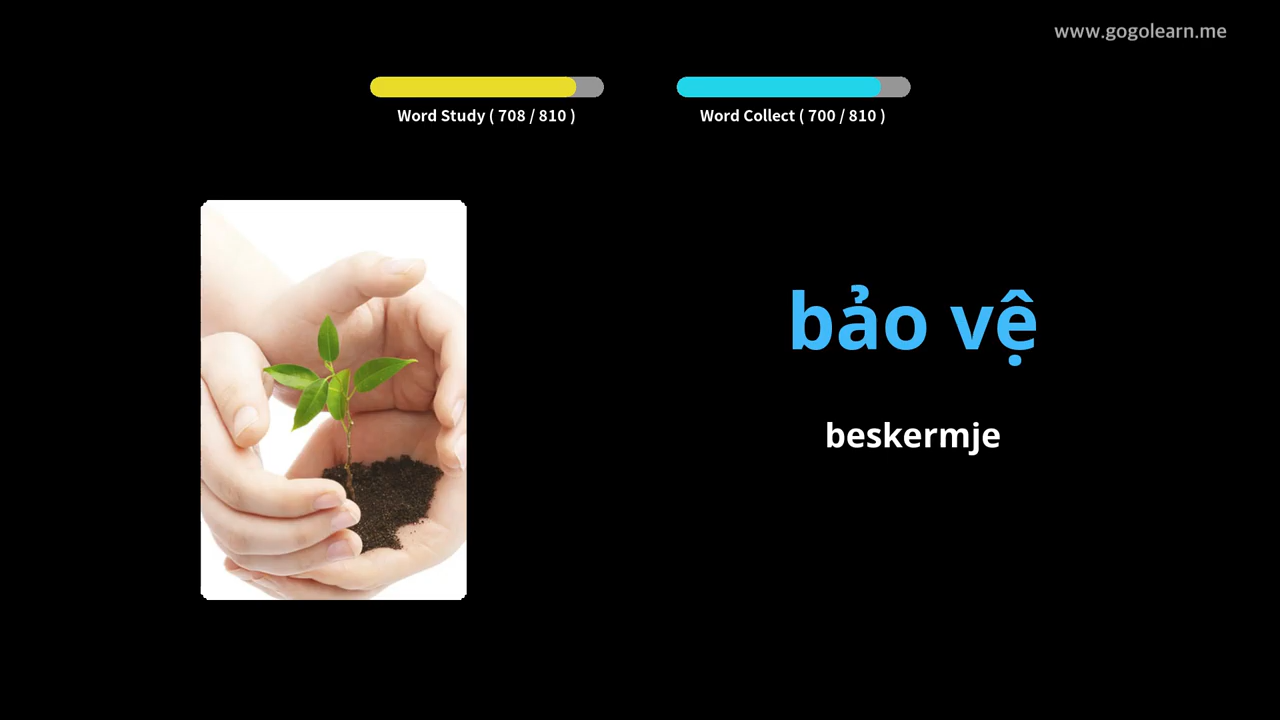 www.gogolearn.me
Word Study ( 708 / 810 )
Word Collect ( 700 / 810 )
bảo vệ
beskermje